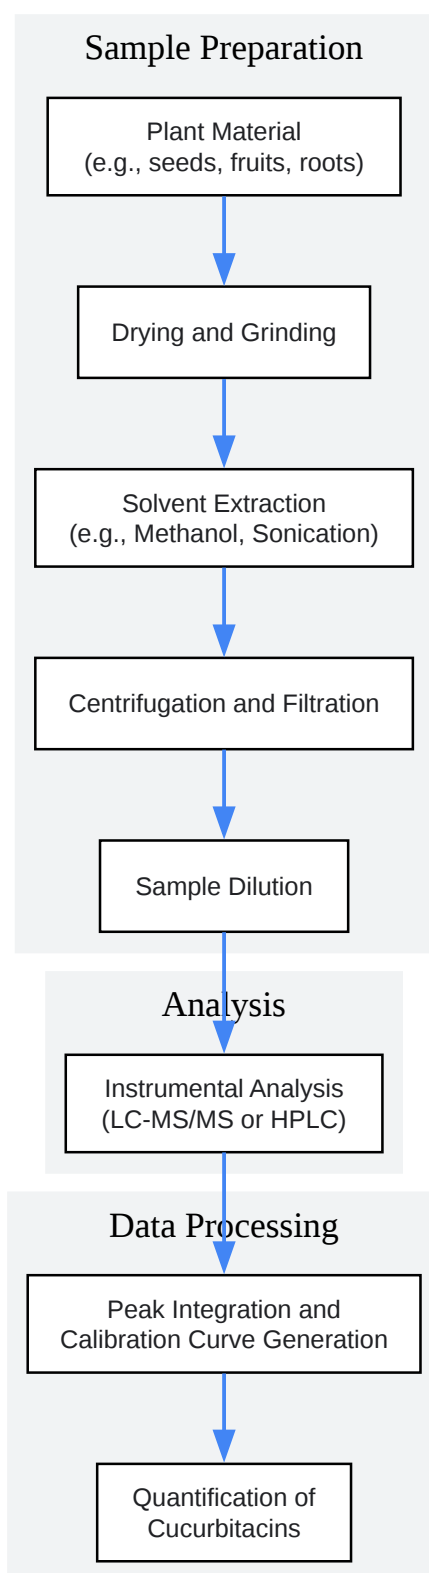 Sample Preparation
Plant Material
(e.g., seeds, fruits, roots)
Drying and Grinding
Solvent Extraction
(e.g., Methanol, Sonication)
Centrifugation and Filtration
Sample Dilution
Analysis
Instrumental Analysis
(LC-MS/MS or HPLC)
Data Processing
Peak Integration and
Calibration Curve Generation
Quantification of
Cucurbitacins